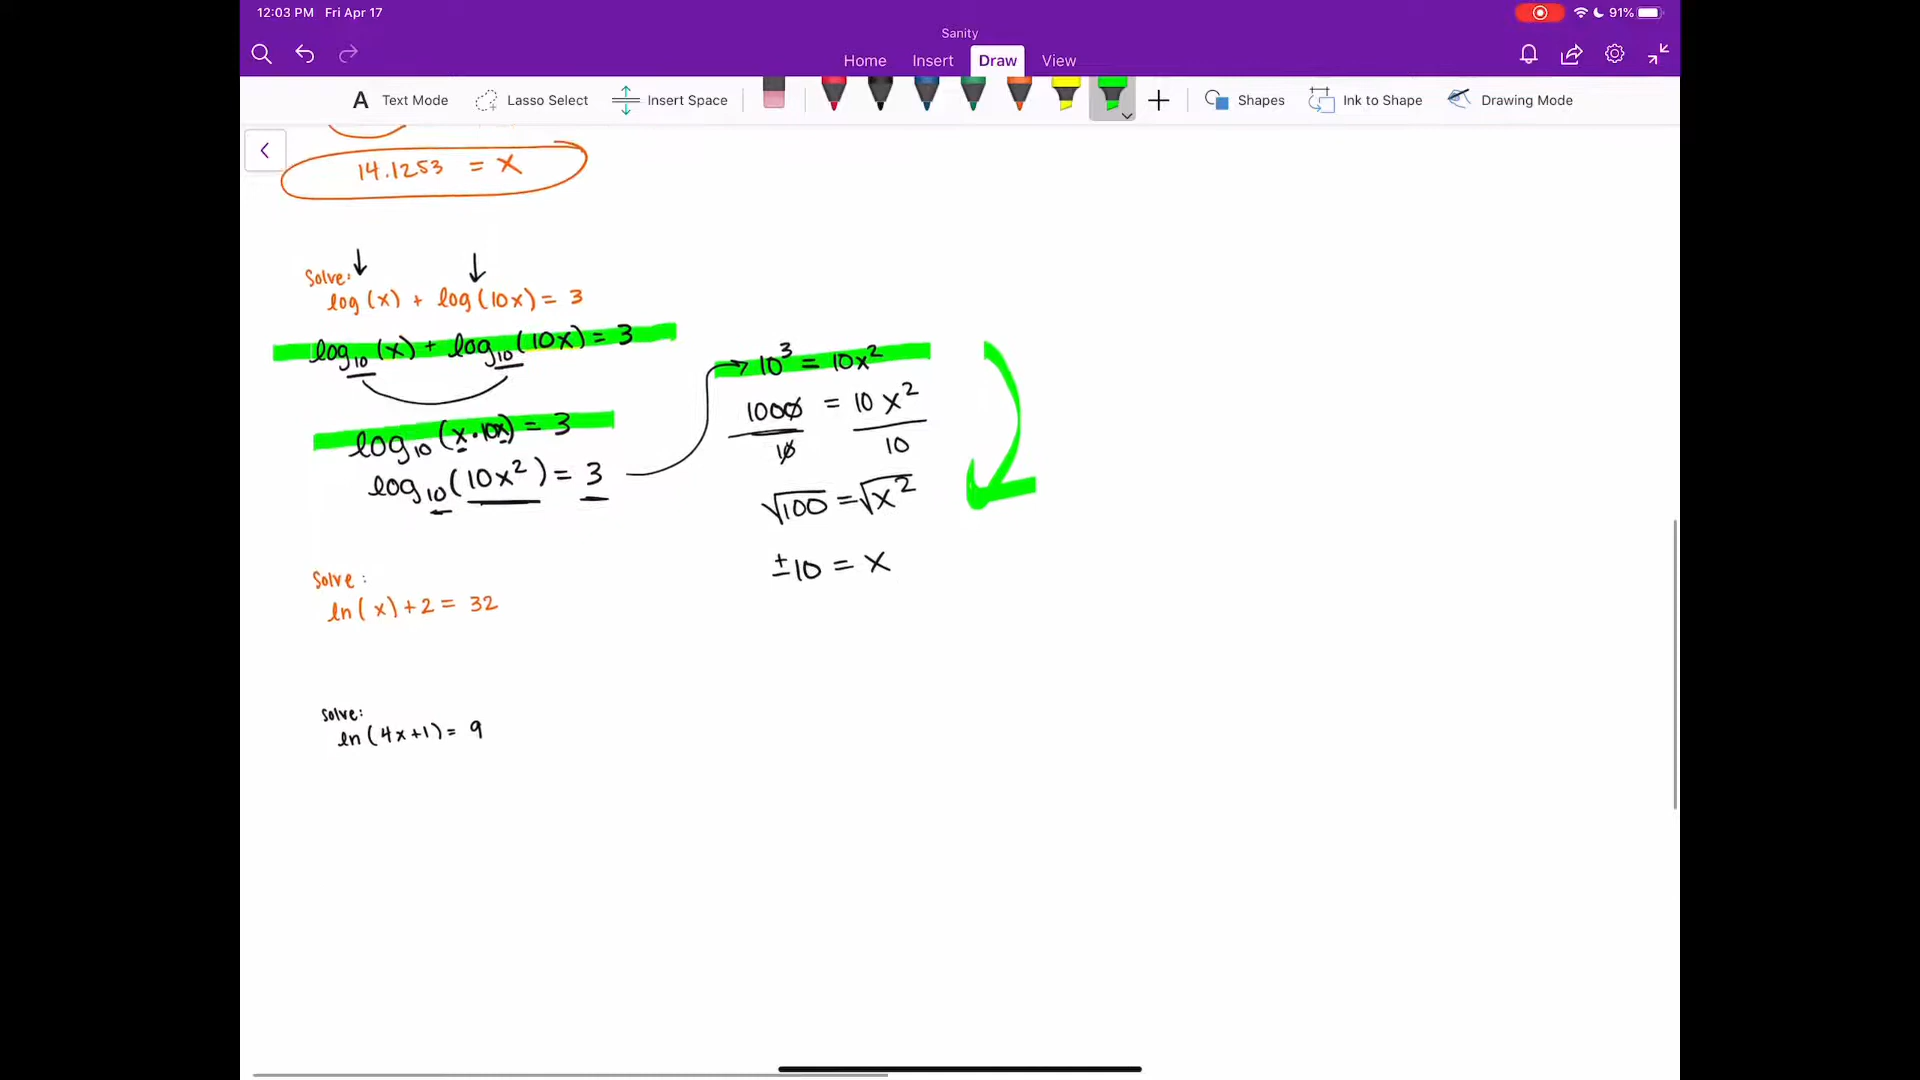 12:03 PM Fri Apr 17
91%
Sanity
Home Insert Draw View
A Text Mode Lasso Select Insert Space Shapes Ink to Shape Drawing Mode
14.1253 = x
Solve:
log(x) + log(10x) = 3
log₁₀(x) + log₁₀(10x) = 3
log₁₀(x·10x) = 3
log₁₀(10x²) = 3
10³ = 10x²
1000 = 10x²
10 10
√100 = √x²
±10 = x
Solve:
ln(x)+2 = 32
Solve:
ln(4x+1) = 9